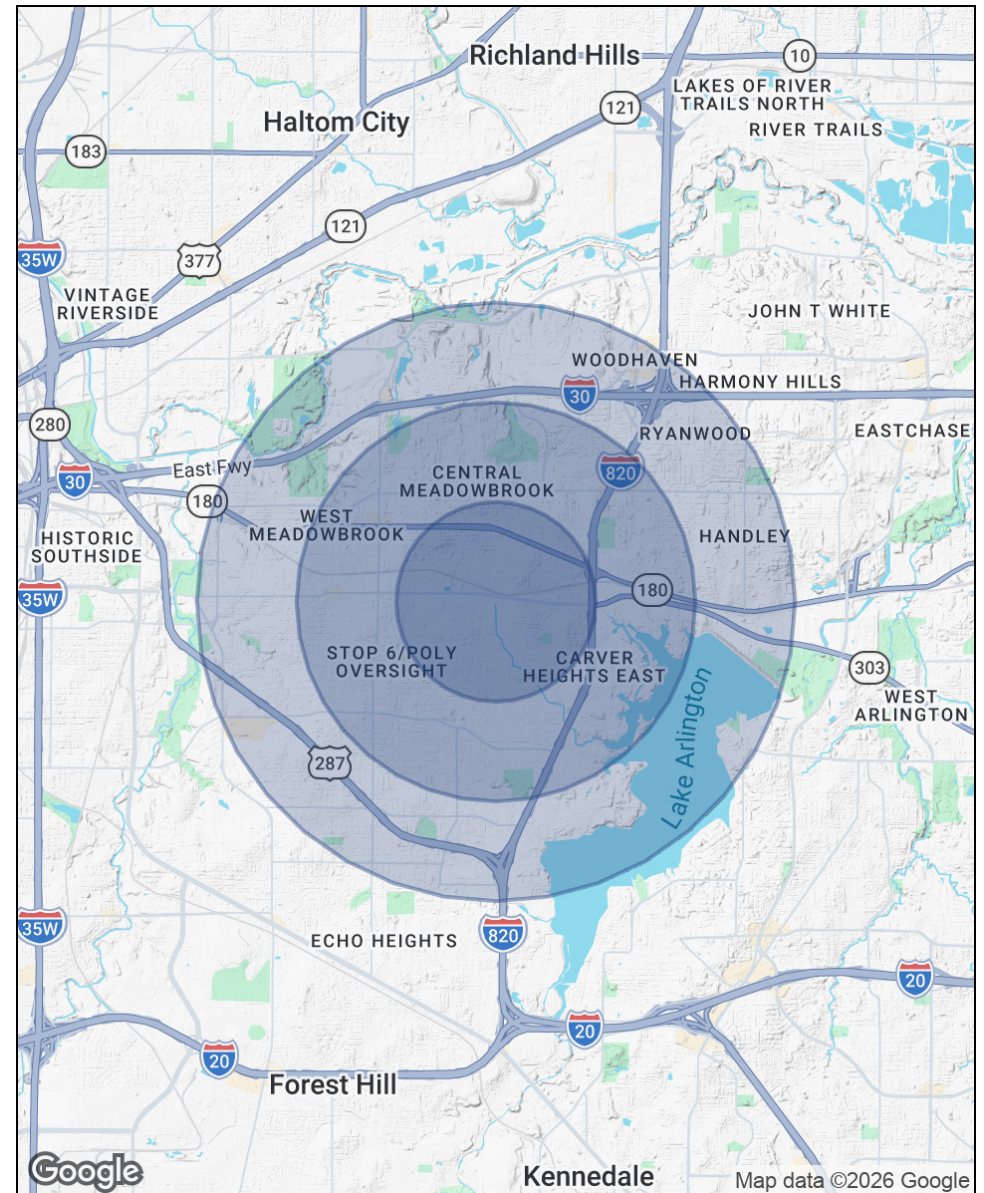 Richland Hills
10
LAKES OF RIVER
TRAILS NORTH
121
Haltom City
RIVER TRAILS
183
121
35W
377
VINTAGE
RIVERSIDE
JOHN T WHITE
WOODHAVEN
HARMONY HILLS
30
280
RYANWOOD
EASTCHASE
East Fwy
820
30
CENTRAL
MEADOWBROOK
180
WEST
MEADOWBROOK
HISTORIC
SOUTHSIDE
HANDLEY
35W
180
STOP 6/POLY
OVERSIGHT
CARVER
HEIGHTS EAST
303
WEST
ARLINGTON
Lake Arlington
287
35W
ECHO HEIGHTS
820
20
20
20
Forest Hill
Google
Kennedale
Map data ©2026 Google